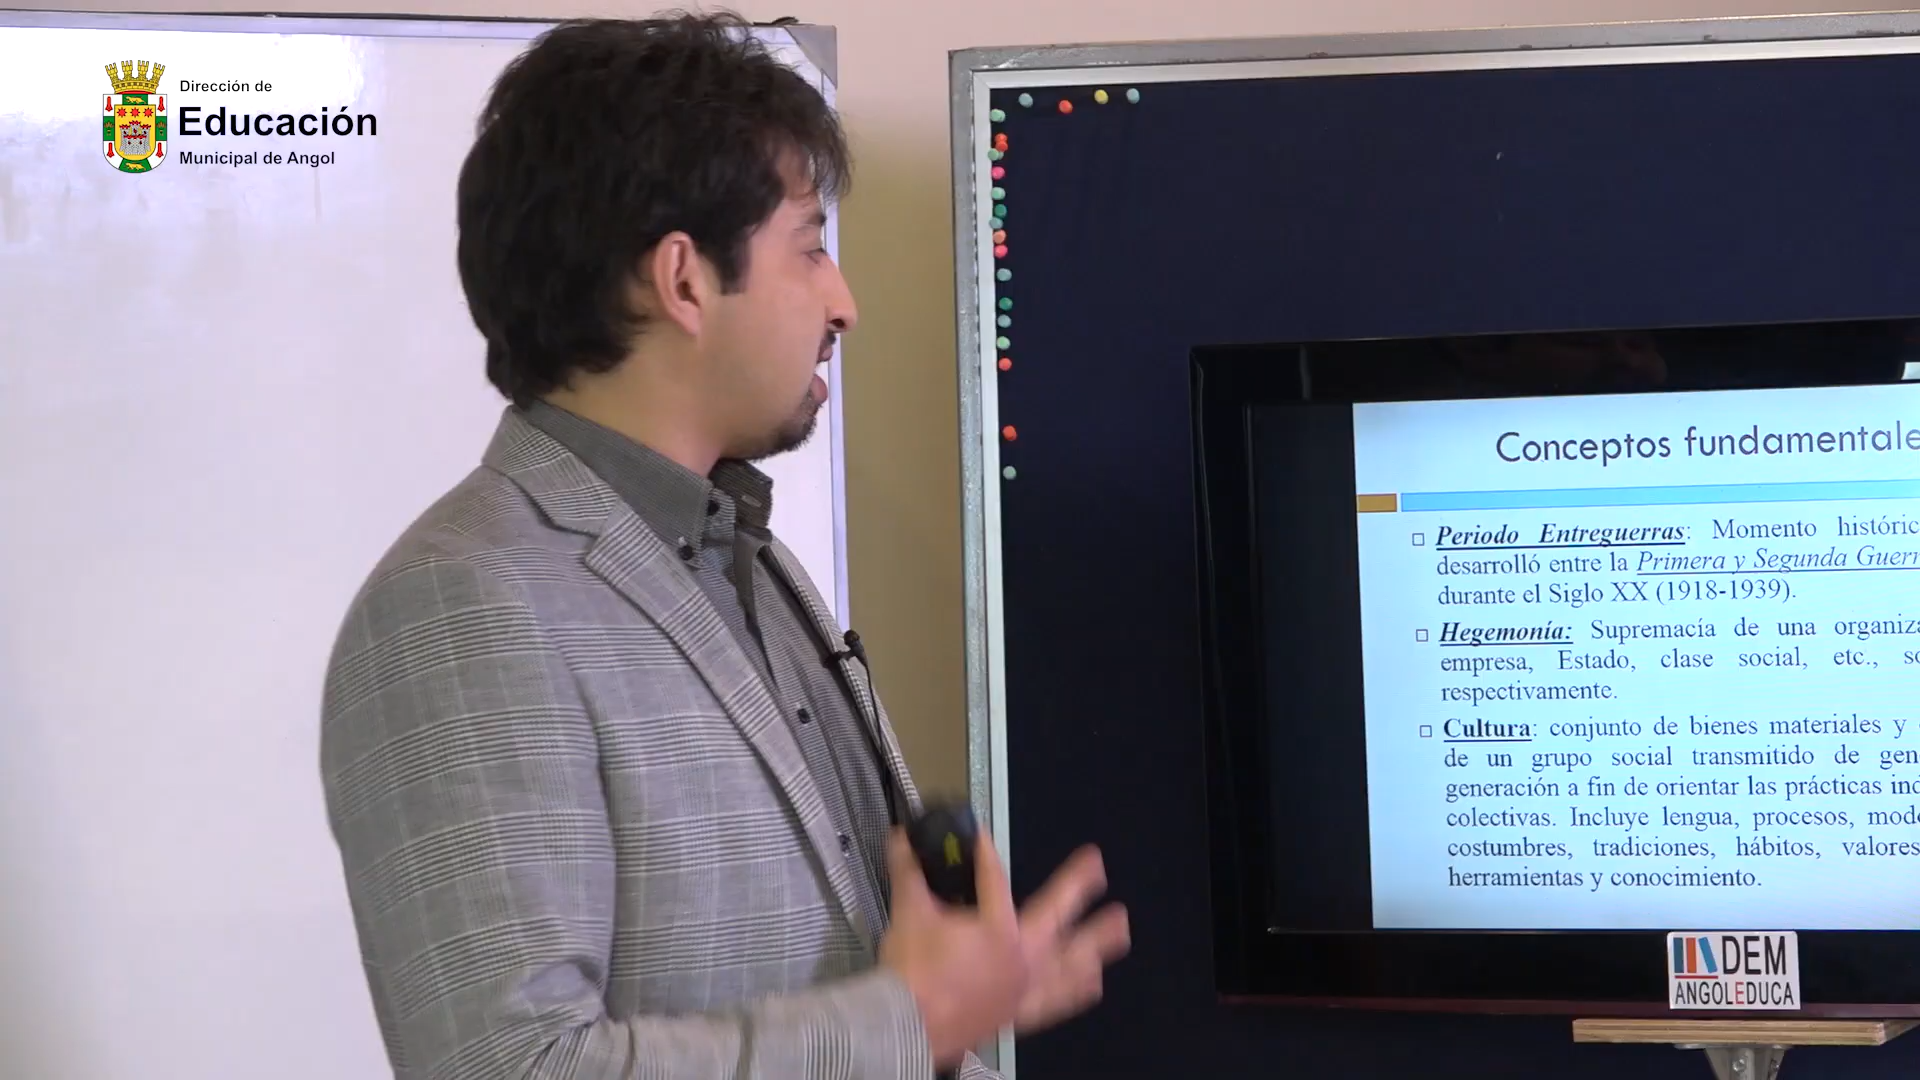 Dirección de
Educación
Municipal de Angol
Conceptos fundamentale
Periodo Entreguerras: Momento históric
desarrolló entre la Primera y Segunda Guerr
durante el Siglo XX (1918-1939).
Hegemonía: Supremacía de una organiza
empresa, Estado, clase social, etc., so
respectivamente.
Cultura: conjunto de bienes materiales y
de un grupo social transmitido de gen
generación a fin de orientar las prácticas ind
colectivas. Incluye lengua, procesos, mod
costumbres, tradiciones, hábitos, valores
herramientas y conocimiento.
DEM
ANGOLEDUCA